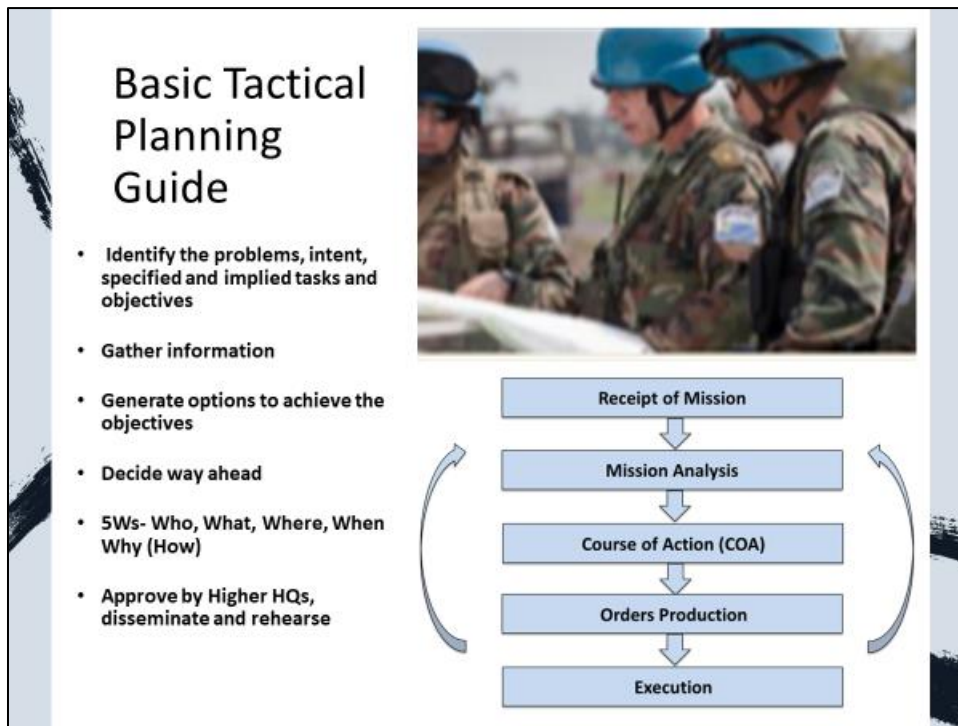 Basic Tactical
Planning
Guide
• Identify the problems, intent,
specified and implied tasks and
objectives
• Gather information
• Generate options to achieve the
objectives
• Decide way ahead
• 5Ws- Who, What, Where, When
Why (How)
• Approve by Higher HQs,
disseminate and rehearse
Receipt of Mission
Mission Analysis
Course of Action (COA)
Orders Production
Execution